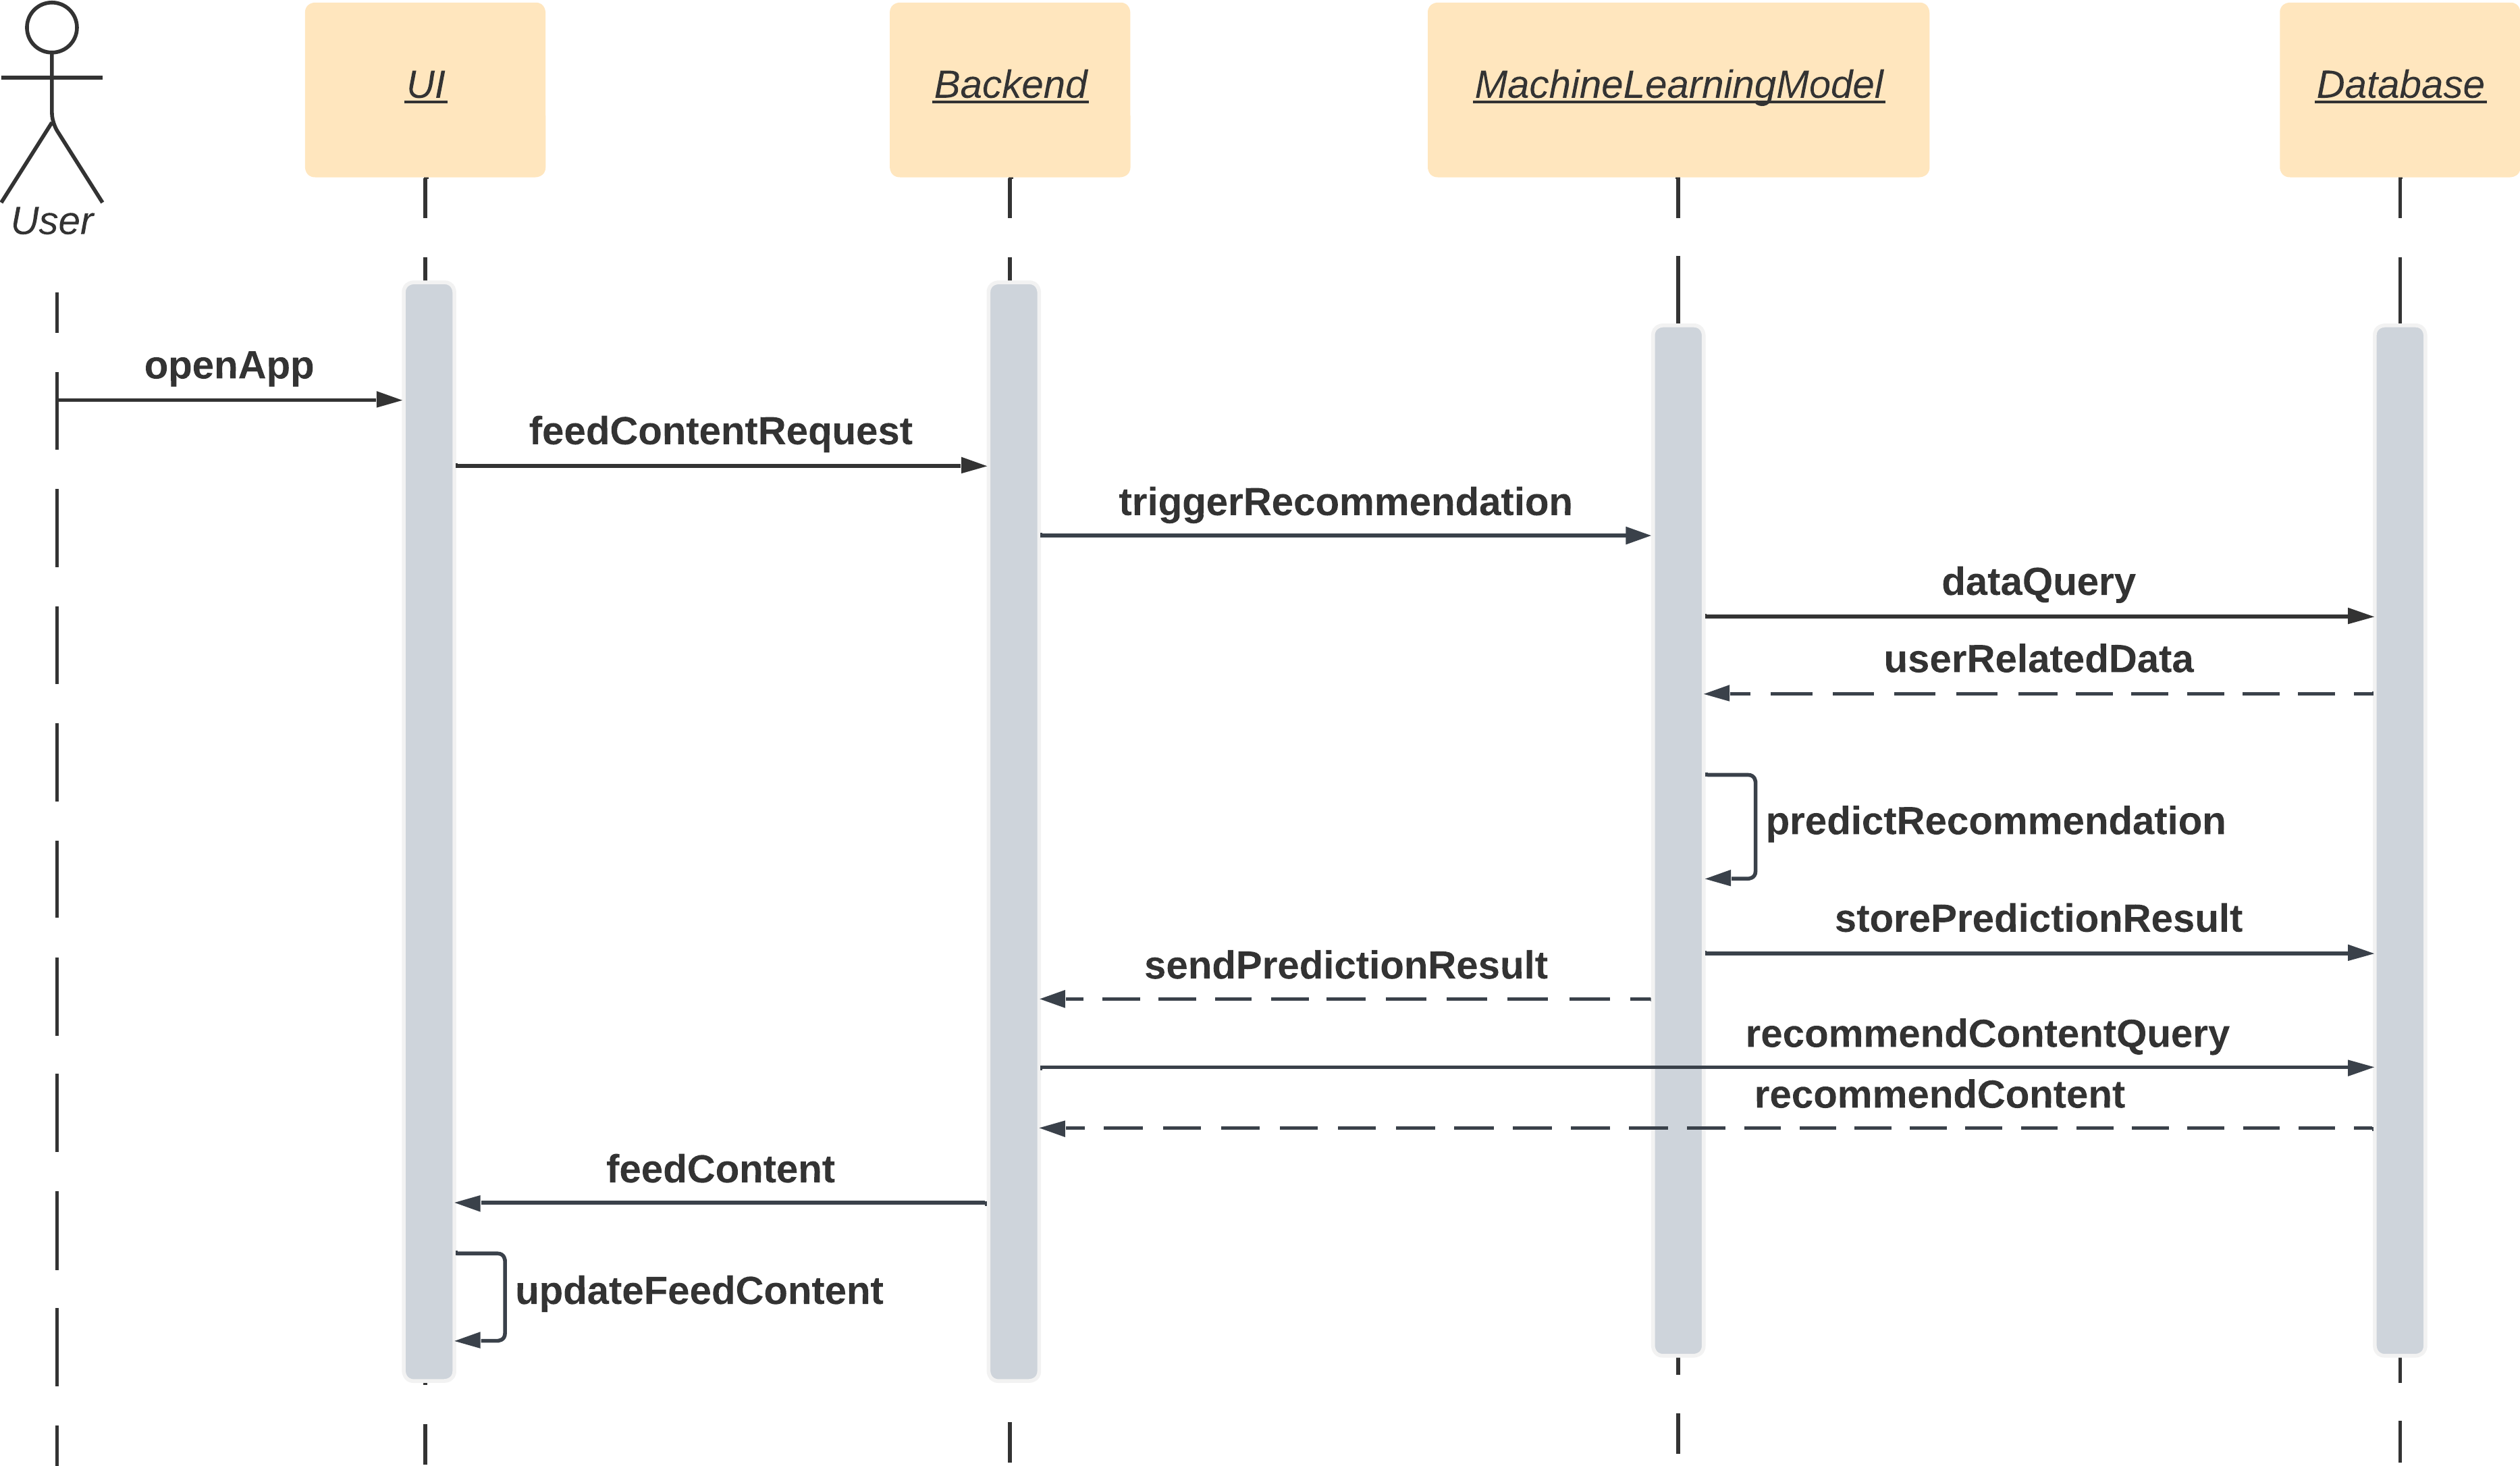 UI
Backend
MachineLearningModel
Database
User
openApp
feedContentRequest
triggerRecommendation
dataQuery
userRelatedData
predictRecommendation
storePredictionResult
sendPredictionResult
recommendContentQuery
recommendContent
feedContent
updateFeedContent